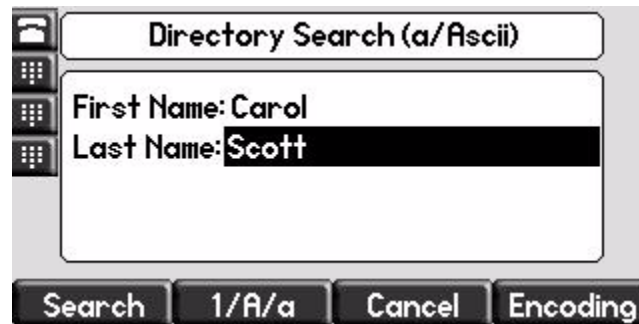 Directory Search (a/Ascii)
First Name: Carol
Last Name: Scott
Search 1/A/a Cancel Encoding